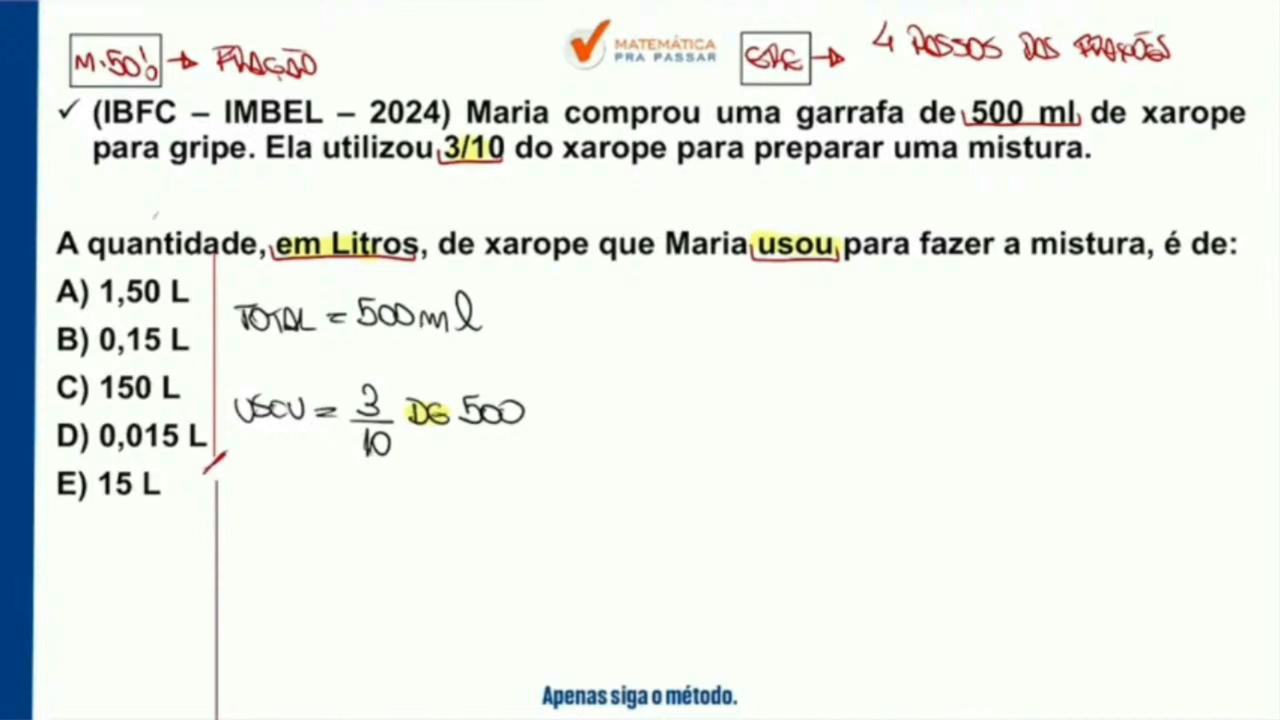 M.50% → FRAÇÃO
MATEMÁTICA
PRA PASSAR
EPE → 4 PASSOS DAS FRAÇÕES
✓ (IBFC – IMBEL – 2024) Maria comprou uma garrafa de 500 ml de xarope
para gripe. Ela utilizou 3/10 do xarope para preparar uma mistura.
A quantidade, em Litros, de xarope que Maria usou para fazer a mistura, é de:
A) 1,50 L
B) 0,15 L
C) 150 L
D) 0,015 L
E) 15 L
TOTAL = 500 ml
USOU = 3/10 DE 500
Apenas siga o método.